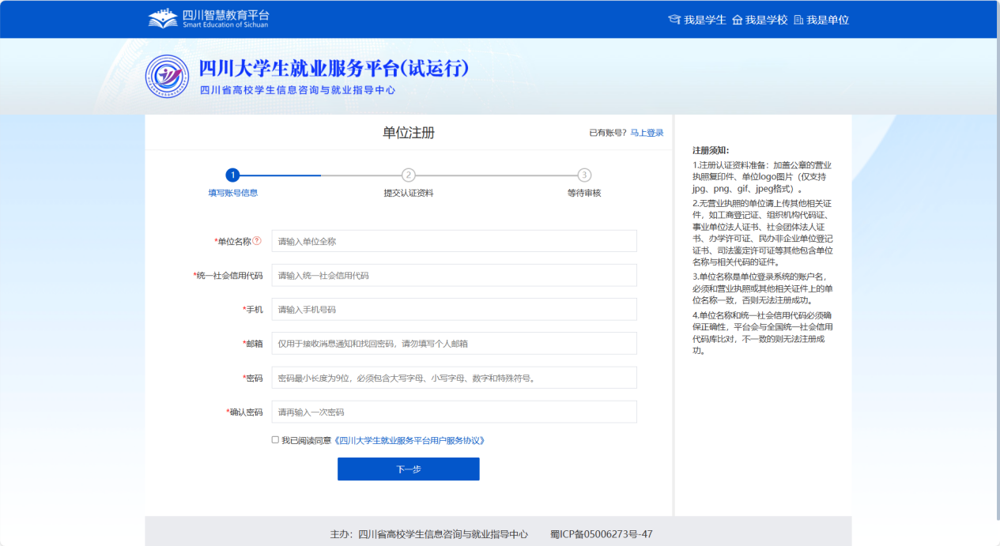 四川智慧教育平台
Smart Education of Sichuan
我是学生 我是学校 我是单位
四川大学生就业服务平台(试运行)
四川省高校学生信息咨询与就业指导中心
单位注册
已有账号？马上登录
1 2 3
填写账号信息 提交认证资料 等待审核
*单位名称? 请输入单位全称
*统一社会信用代码 请输入统一社会信用代码
*手机 请输入手机号码
*邮箱 仅用于接收消息通知和找回密码，请勿填写个人邮箱
*密码 密码最小长度为9位，必须包含大写字母、小写字母、数字和特殊符号。
*确认密码 请再输入一次密码
我已阅读同意《四川大学生就业服务平台用户服务协议》
下一步
注册须知：
1.注册认证资料准备：加盖公章的营业
执照复印件、单位logo图片（仅支持
jpg、png、gif、jpeg格式）。
2.无营业执照的单位请上传其他相关证
件，如工商登记证、组织机构代码证、
事业单位法人证书、社会团体法人证
书、办学许可证、民办非企业单位登记
证书、司法鉴定许可证等其他包含单位
名称与相关代码的证件。
3.单位名称是单位登录系统的账户名，
必须和营业执照或其他相关证件上的单
位名称一致，否则无法注册成功。
4.单位名称和统一社会信用代码必须确
保正确性，平台会与全国统一社会信用
代码库比对，不一致的则无法注册成
功。
主办：四川省高校学生信息咨询与就业指导中心 蜀ICP备05006273号-47